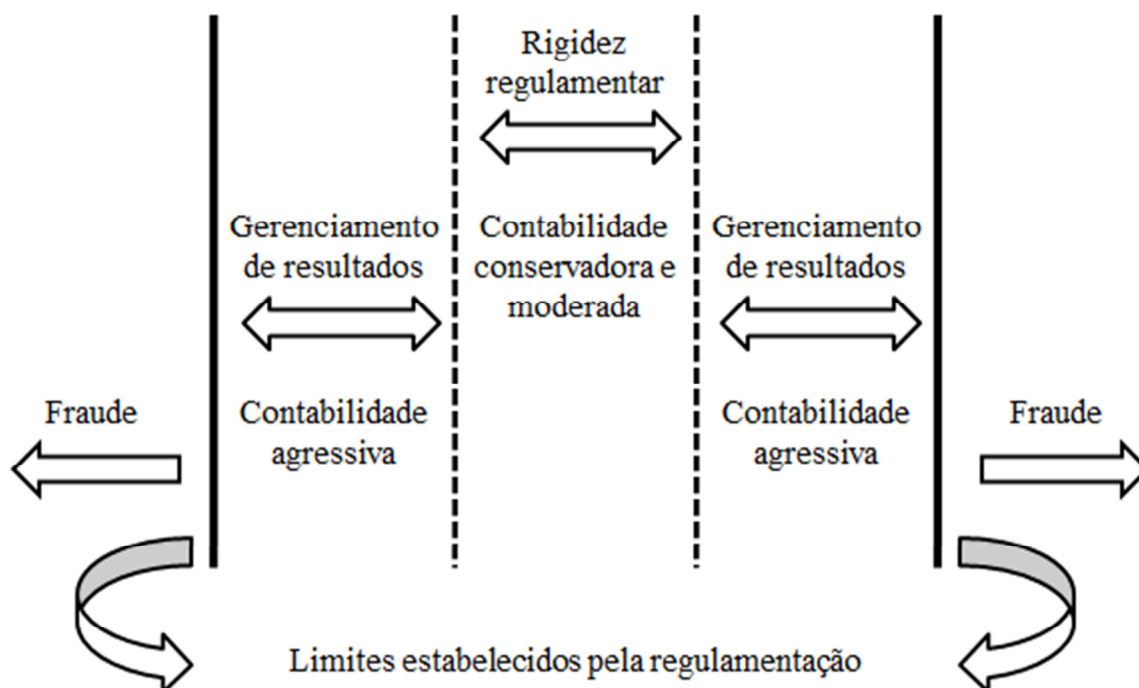 Rigidez
regulamentar
Gerenciamento
de resultados
Contabilidade
conservadora e
moderada
Gerenciamento
de resultados
Fraude
Contabilidade
agressiva
Contabilidade
agressiva
Fraude
Limites estabelecidos pela regulamentação